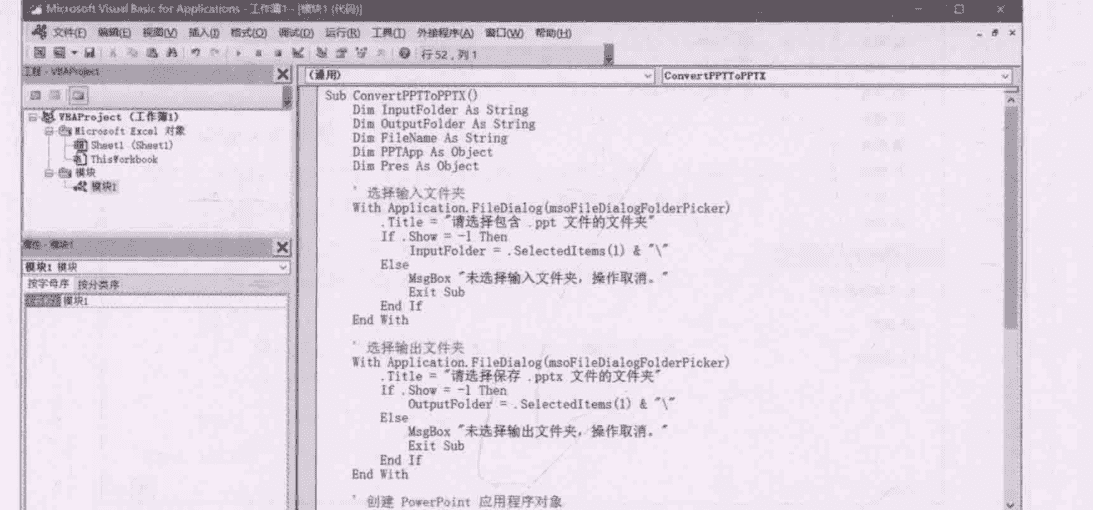 Microsoft Visual Basic for Applications - 工作簿1 - [模块1 (代码)]
文件(F) 编辑(E) 视图(V) 插入(I) 格式(O) 调试(D) 运行(R) 工具(T) 外接程序(A) 窗口(W) 帮助(H)
行 52, 列 1
工程 - VBAProject
VBAProject (工作簿1)
Microsoft Excel 对象
Sheet1 (Sheet1)
ThisWorkbook
模块
模块1
属性 - 模块1
模块1 模块
按字母序 按分类序
模块1
(通用)
ConvertPPTToPPTX
Sub ConvertPPTToPPTX()
Dim InputFolder As String
Dim OutputFolder As String
Dim FileName As String
Dim PPTApp As Object
Dim Pres As Object
' 选择输入文件夹
With Application.FileDialog(msoFileDialogFolderPicker)
.Title = "请选择包含 .ppt 文件的文件夹"
If .Show = -1 Then
InputFolder = .SelectedItems(1) & "\"
Else
MsgBox "未选择输入文件夹，操作取消。"
Exit Sub
End If
End With
' 选择输出文件夹
With Application.FileDialog(msoFileDialogFolderPicker)
.Title = "请选择保存 .pptx 文件的文件夹"
If .Show = -1 Then
OutputFolder = .SelectedItems(1) & "\"
Else
MsgBox "未选择输出文件夹，操作取消。"
Exit Sub
End If
End With
' 创建 PowerPoint 应用程序对象